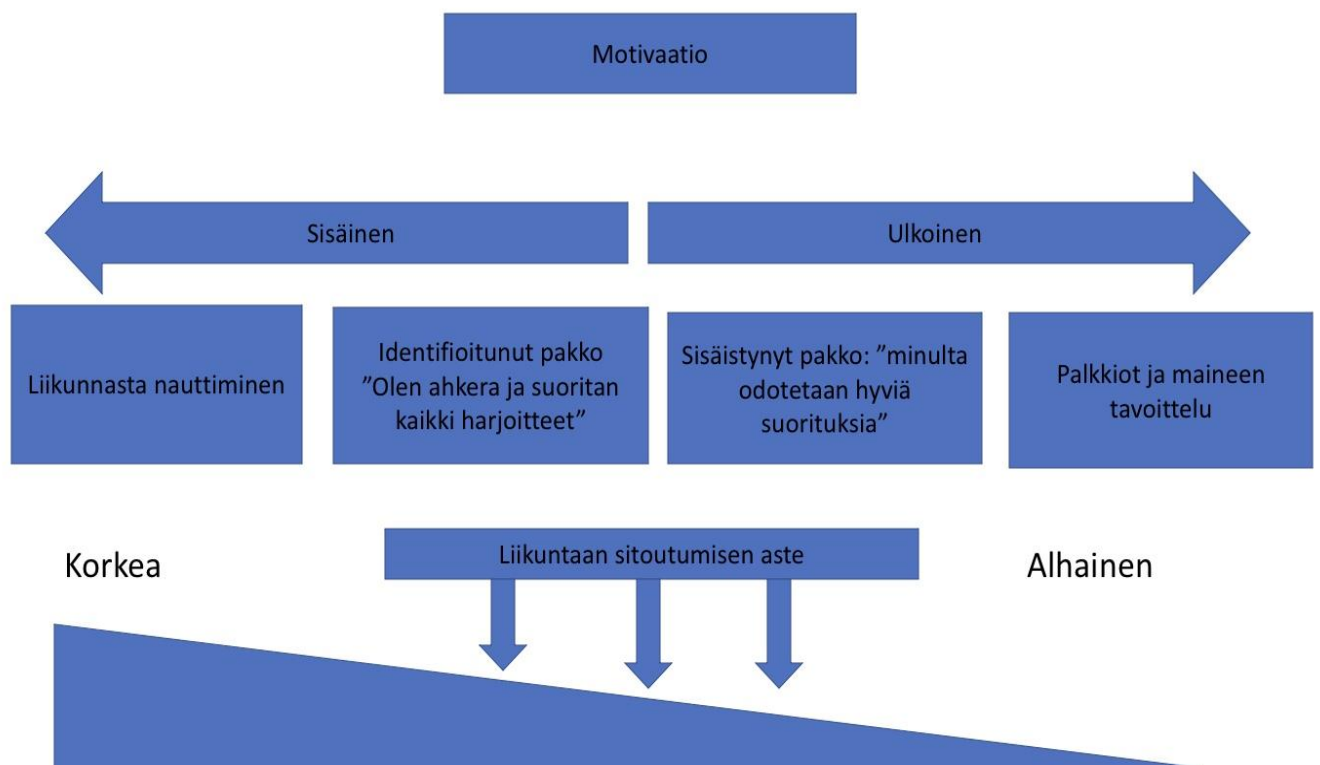 Motivaatio
Sisäinen
Ulkoinen
Liikunnasta nauttiminen
Identifioitunut pakko
”Olen ahkera ja suoritan
kaikki harjoitteet”
Sisäistynyt pakko: ”minulta
odotetaan hyviä
suorituksia”
Palkkiot ja maineen
tavoittelu
Korkea
Liikuntaan sitoutumisen aste
Alhainen